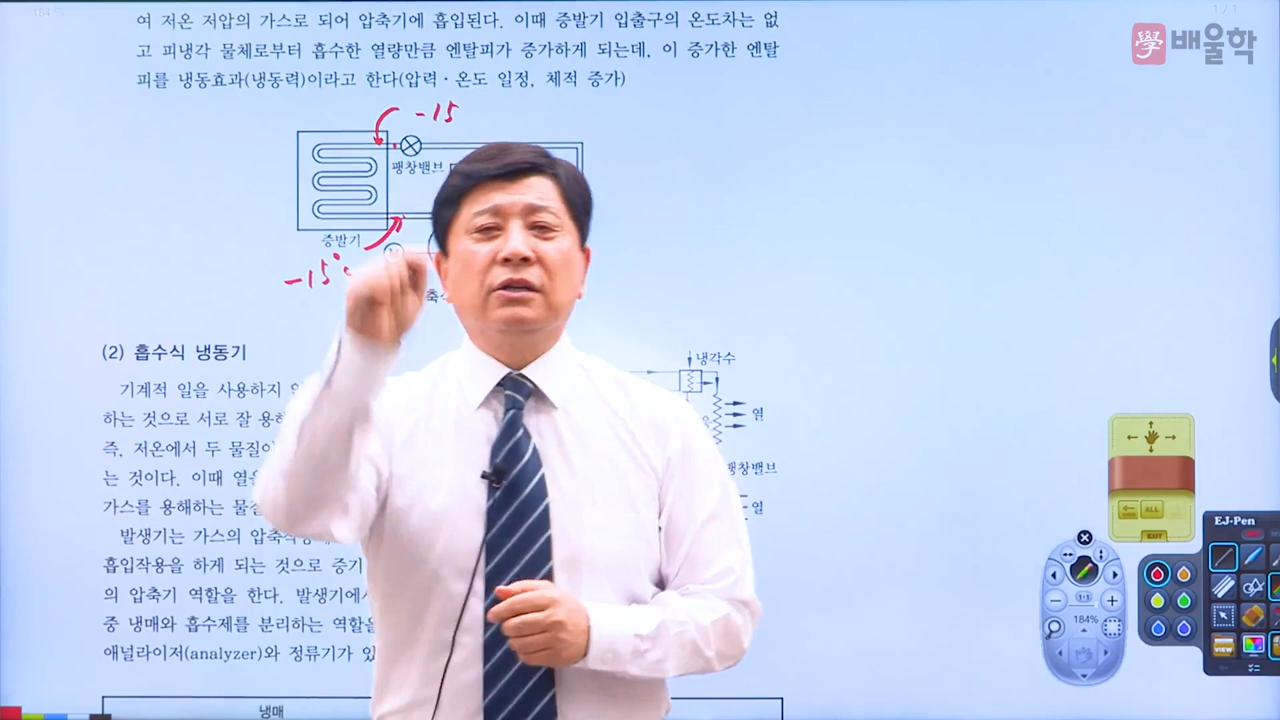 184 %
1 / 1
學 배울학
여 저온 저압의 가스로 되어 압축기에 흡입된다. 이때 증발기 입출구의 온도차는 없
고 피냉각 물체로부터 흡수한 열량만큼 엔탈피가 증가하게 되는데, 이 증가한 엔탈
피를 냉동효과(냉동력)이라고 한다(압력·온도 일정, 체적 증가)
-15
팽창밸브
증발기
-15℃
(2) 흡수식 냉동기
기계적 일을 사용하지
하는 것으로 서로 잘
즉, 저온에서 두
는 것이다. 이때
가스를 용해하는
발생기는 가스의
흡입작용을 하게 되는 것으로 증기
의 압축기 역할을 한다. 발생기에
중 냉매와 흡수제를 분리하는 역할을
애널라이저(analyzer)와 정류기가
냉각수
열
팽창밸브
열
냉매
ALL
EXIT
EJ-Pen
1:1
184%
VIEW